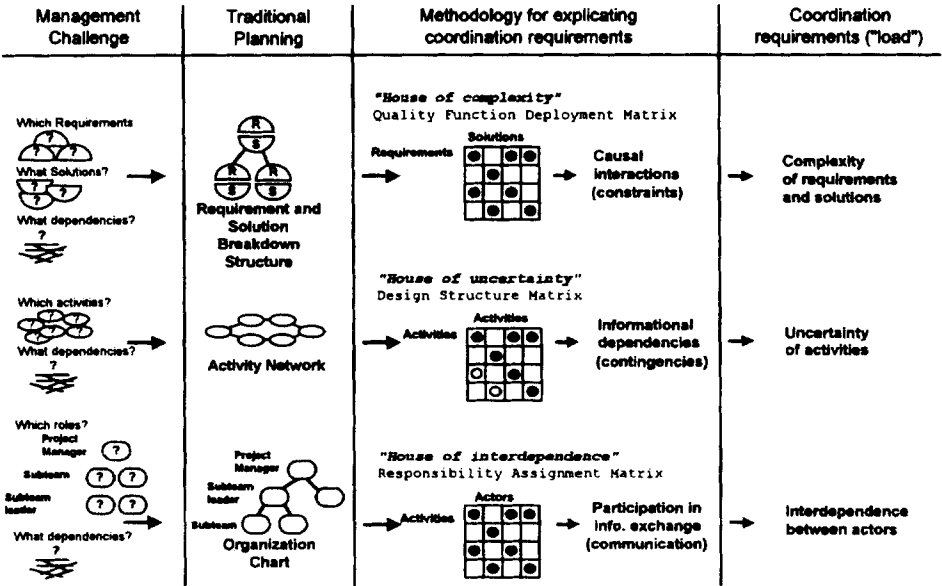 Management
Challenge
Traditional
Planning
Methodology for explicating
coordination requirements
Coordination
requirements ("load")
Which Requirements
?
? ?
What Solutions?
? ?
?
What dependencies?
?
R
S
R R
S S
Requirement and
Solution
Breakdown
Structure
"House of complexity"
Quality Function Deployment Matrix
Solutions
Requirements
Causal
interactions
(constraints)
Complexity
of requirements
and solutions
Which activities?
? ? ?
? ? ?
What dependencies?
?
Activity Network
"House of uncertainty"
Design Structure Matrix
Activities
Activities
Informational
dependencies
(contingencies)
Uncertainty
of activities
Which roles?
Project
Manager
?
Subteam
? ?
Subteam
leader
? ?
What dependencies?
?
Project
Manager
Subteam
leader
Subteam
Organization
Chart
"House of interdependence"
Responsibility Assignment Matrix
Actors
Activities
Participation in
info. exchange
(communication)
Interdependence
between actors